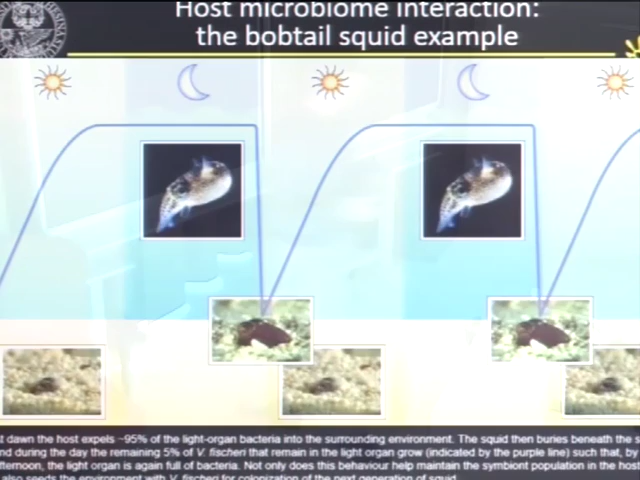 Host microbiome interaction:
the bobtail squid example
t dawn the host expels ~95% of the light-organ bacteria into the surrounding environment. The squid then buries beneath the s
nd during the day the remaining 5% of V. fischeri that remain in the light organ grow (indicated by the purple line) such that, by
fternoon, the light organ is again full of bacteria. Not only does this behaviour help maintain the symbiont population in the host
also seeds the environment with V. fischeri for colonization of the next generation of squid